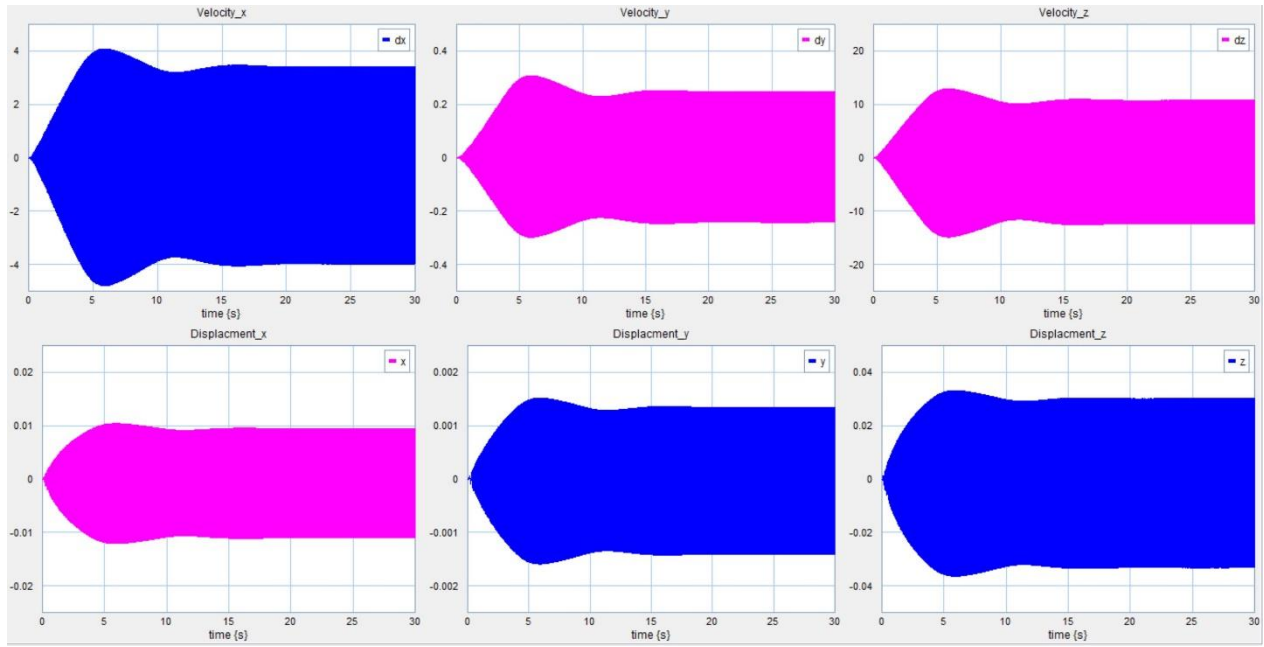 Velocity_x
4
2
0
-2
-4
0 5 10 15 20 25 30
time {s}
dx
Velocity_y
0.4
0.2
0
-0.2
-0.4
0 5 10 15 20 25 30
time {s}
dy
Velocity_z
20
10
0
-10
-20
0 5 10 15 20 25 30
time {s}
dz
Displacment_x
0.02
0.01
0
-0.01
-0.02
0 5 10 15 20 25 30
time {s}
x
Displacment_y
0.002
0.001
0
-0.001
-0.002
0 5 10 15 20 25 30
time {s}
y
Displacment_z
0.04
0.02
0
-0.02
-0.04
0 5 10 15 20 25 30
time {s}
z